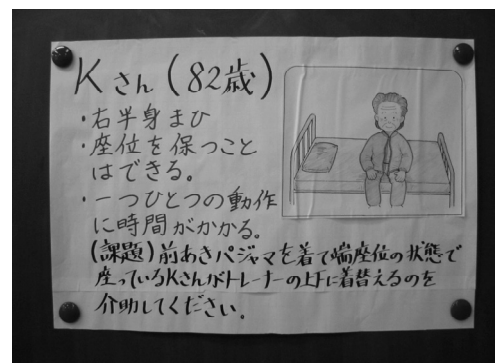 Kさん(82歳)
・右半身まひ
・座位を保つこと
はできる。
・一つひとつの動作
に時間がかかる。
(課題)前あきパジャマを着て端座位の状態で
座っているKさんがトレーナーの上下に着替えるのを
介助してください。